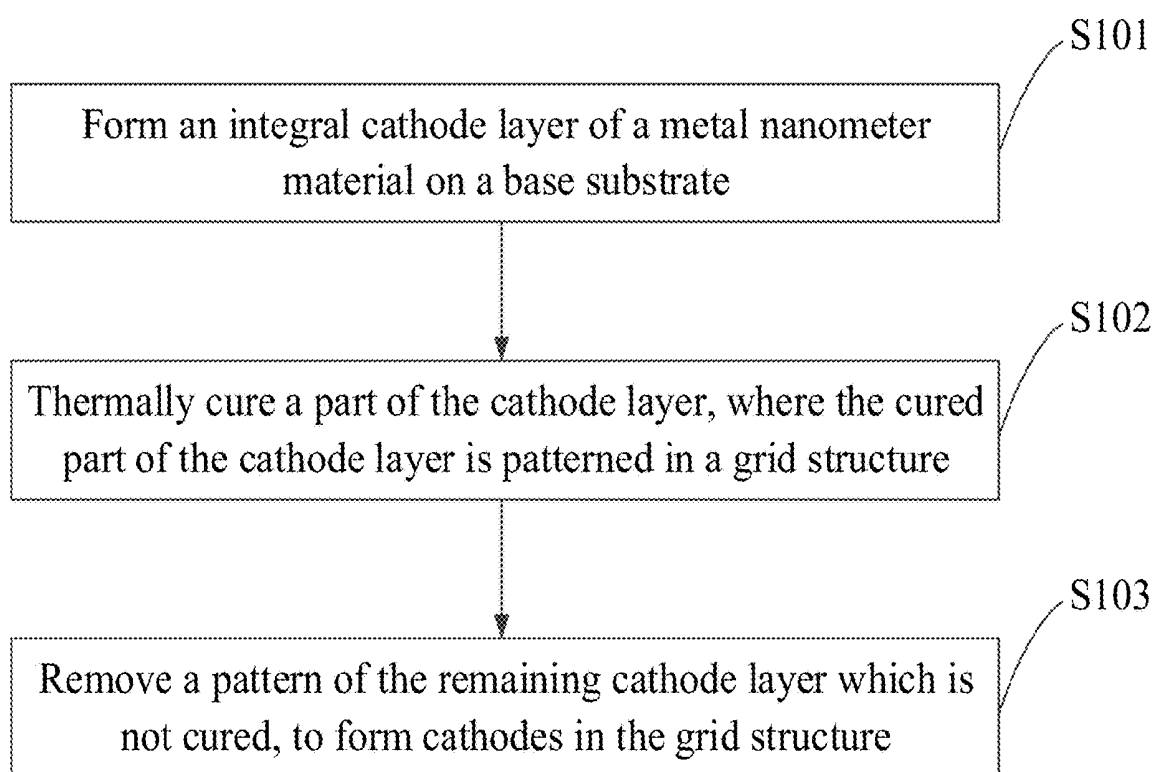 S101
Form an integral cathode layer of a metal nanometer
material on a base substrate
S102
Thermally cure a part of the cathode layer, where the cured
part of the cathode layer is patterned in a grid structure
S103
Remove a pattern of the remaining cathode layer which is
not cured, to form cathodes in the grid structure